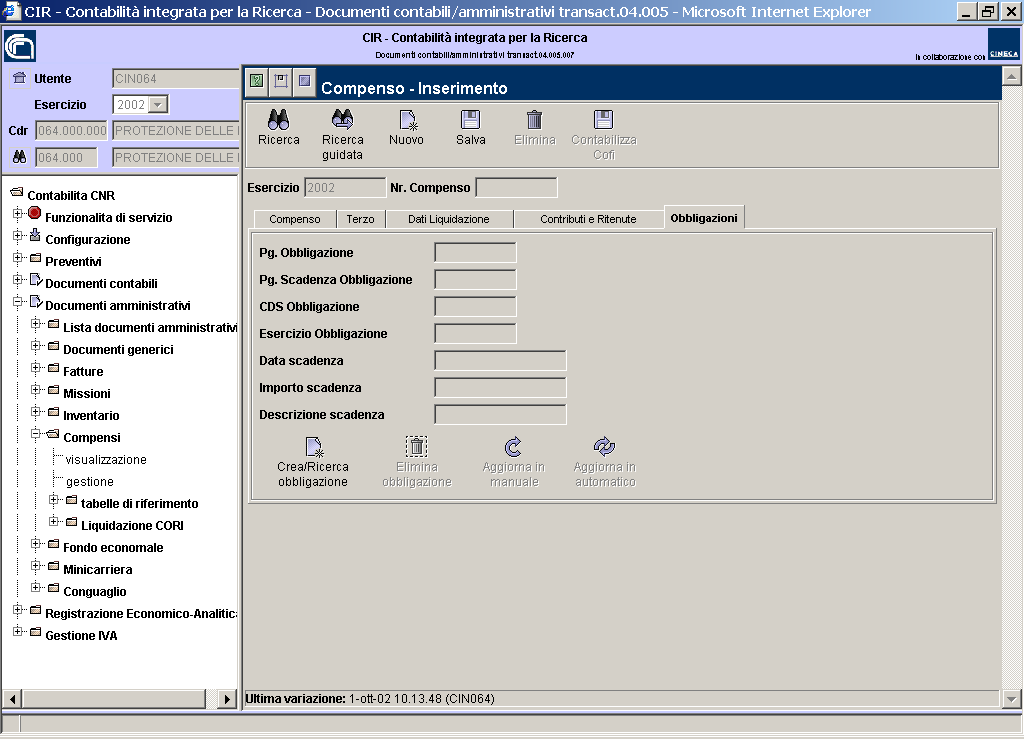 CIR - Contabilità integrata per la Ricerca - Documenti contabili/amministrativi transact.04.005 - Microsoft Internet Explorer
CIR - Contabilità integrata per la Ricerca
Documenti contabili/amministrativi transact.04.005.007
in collaborazione con CINECA
Utente CIN064
Esercizio 2002
Cdr 064.000.000 PROTEZIONE DELLE
064.000 PROTEZIONE DELLE
Contabilita CNR
Funzionalita di servizio
Configurazione
Preventivi
Documenti contabili
Documenti amministrativi
Lista documenti amministrativi
Documenti generici
Fatture
Missioni
Inventario
Compensi
visualizzazione
gestione
tabelle di riferimento
Liquidazione CORI
Fondo economale
Minicarriera
Conguaglio
Registrazione Economico-Analitica
Gestione IVA
Compenso - Inserimento
Ricerca
Ricerca guidata
Nuovo
Salva
Elimina
Contabilizza Cofi
Esercizio 2002 Nr. Compenso
Compenso Terzo Dati Liquidazione Contributi e Ritenute Obbligazioni
Pg. Obbligazione
Pg. Scadenza Obbligazione
CDS Obbligazione
Esercizio Obbligazione
Data scadenza
Importo scadenza
Descrizione scadenza
Crea/Ricerca obbligazione
Elimina obbligazione
Aggiorna in manuale
Aggiorna in automatico
Ultima variazione: 1-ott-02 10.13.48 (CIN064)